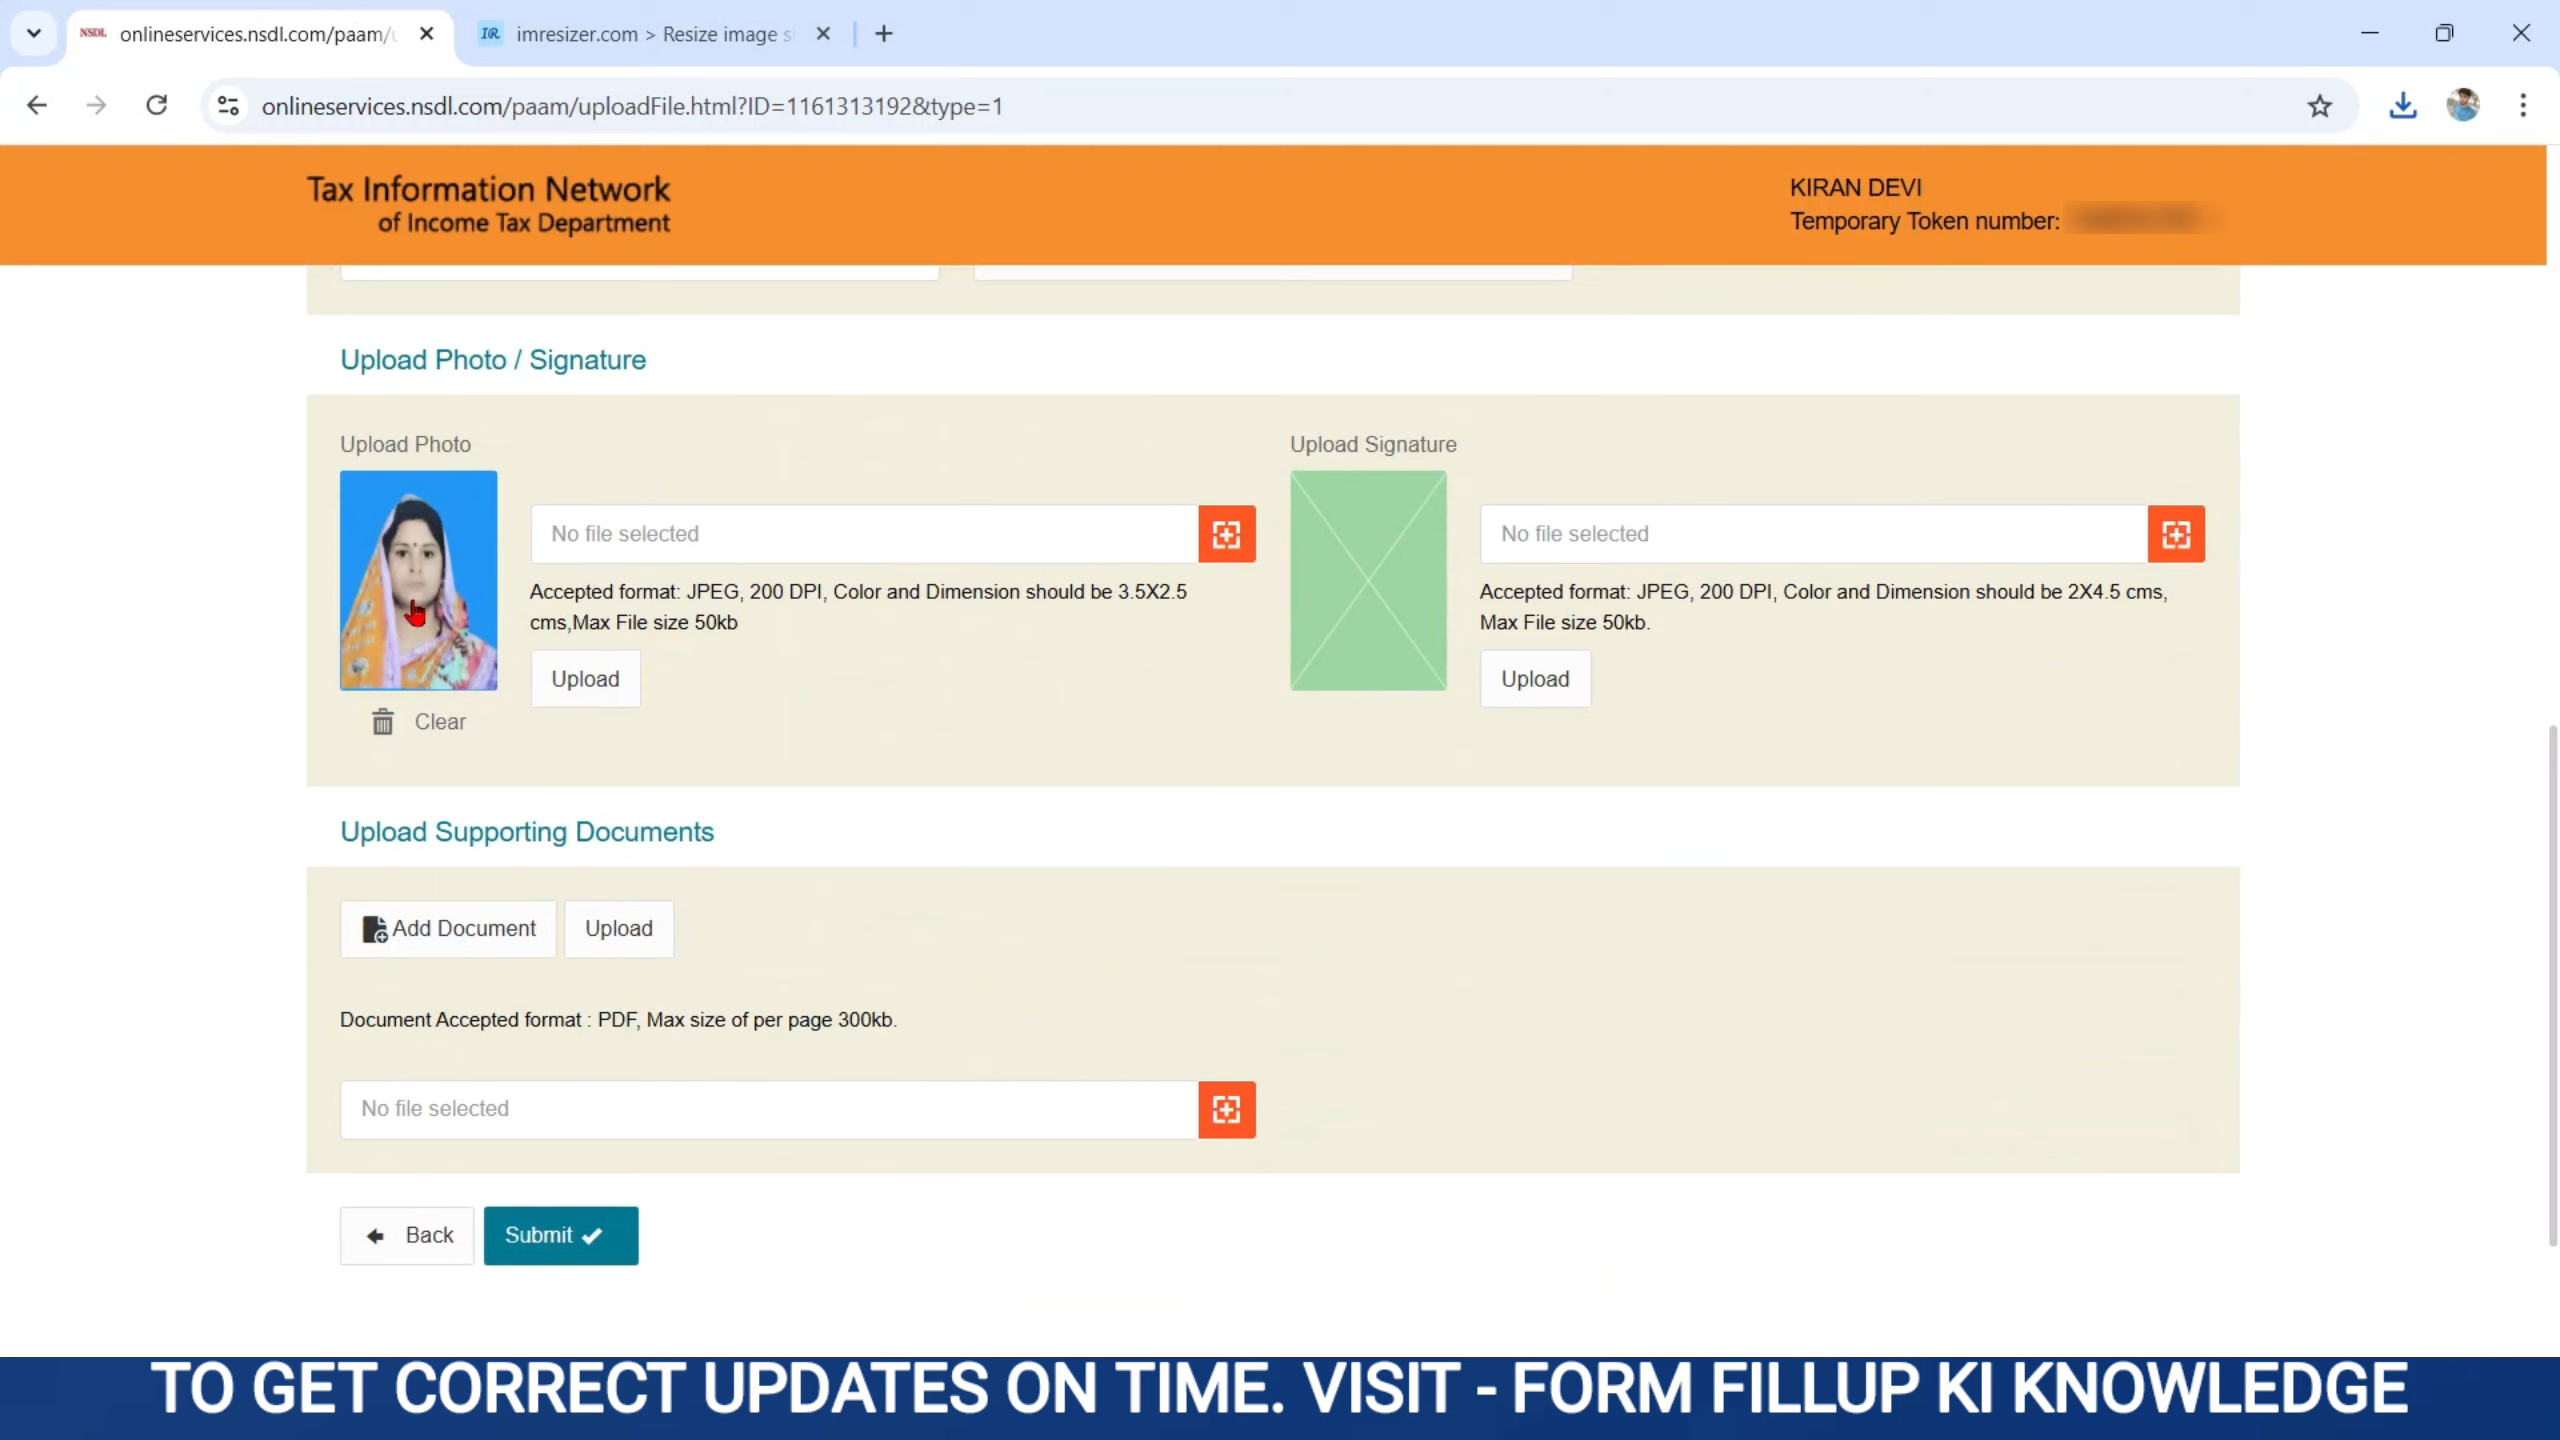 NSDL onlineservices.nsdl.com/paam/
IR imresizer.com > Resize image s
onlineservices.nsdl.com/paam/uploadFile.html?ID=1161313192&type=1
Tax Information Network
of Income Tax Department
KIRAN DEVI
Temporary Token number:
Upload Photo / Signature
Upload Photo
Upload Signature
No file selected
No file selected
Accepted format: JPEG, 200 DPI, Color and Dimension should be 3.5X2.5
cms,Max File size 50kb
Accepted format: JPEG, 200 DPI, Color and Dimension should be 2X4.5 cms,
Max File size 50kb.
Upload
Upload
Clear
Upload Supporting Documents
Add Document
Upload
Document Accepted format : PDF, Max size of per page 300kb.
No file selected
Back
Submit
TO GET CORRECT UPDATES ON TIME. VISIT - FORM FILLUP KI KNOWLEDGE